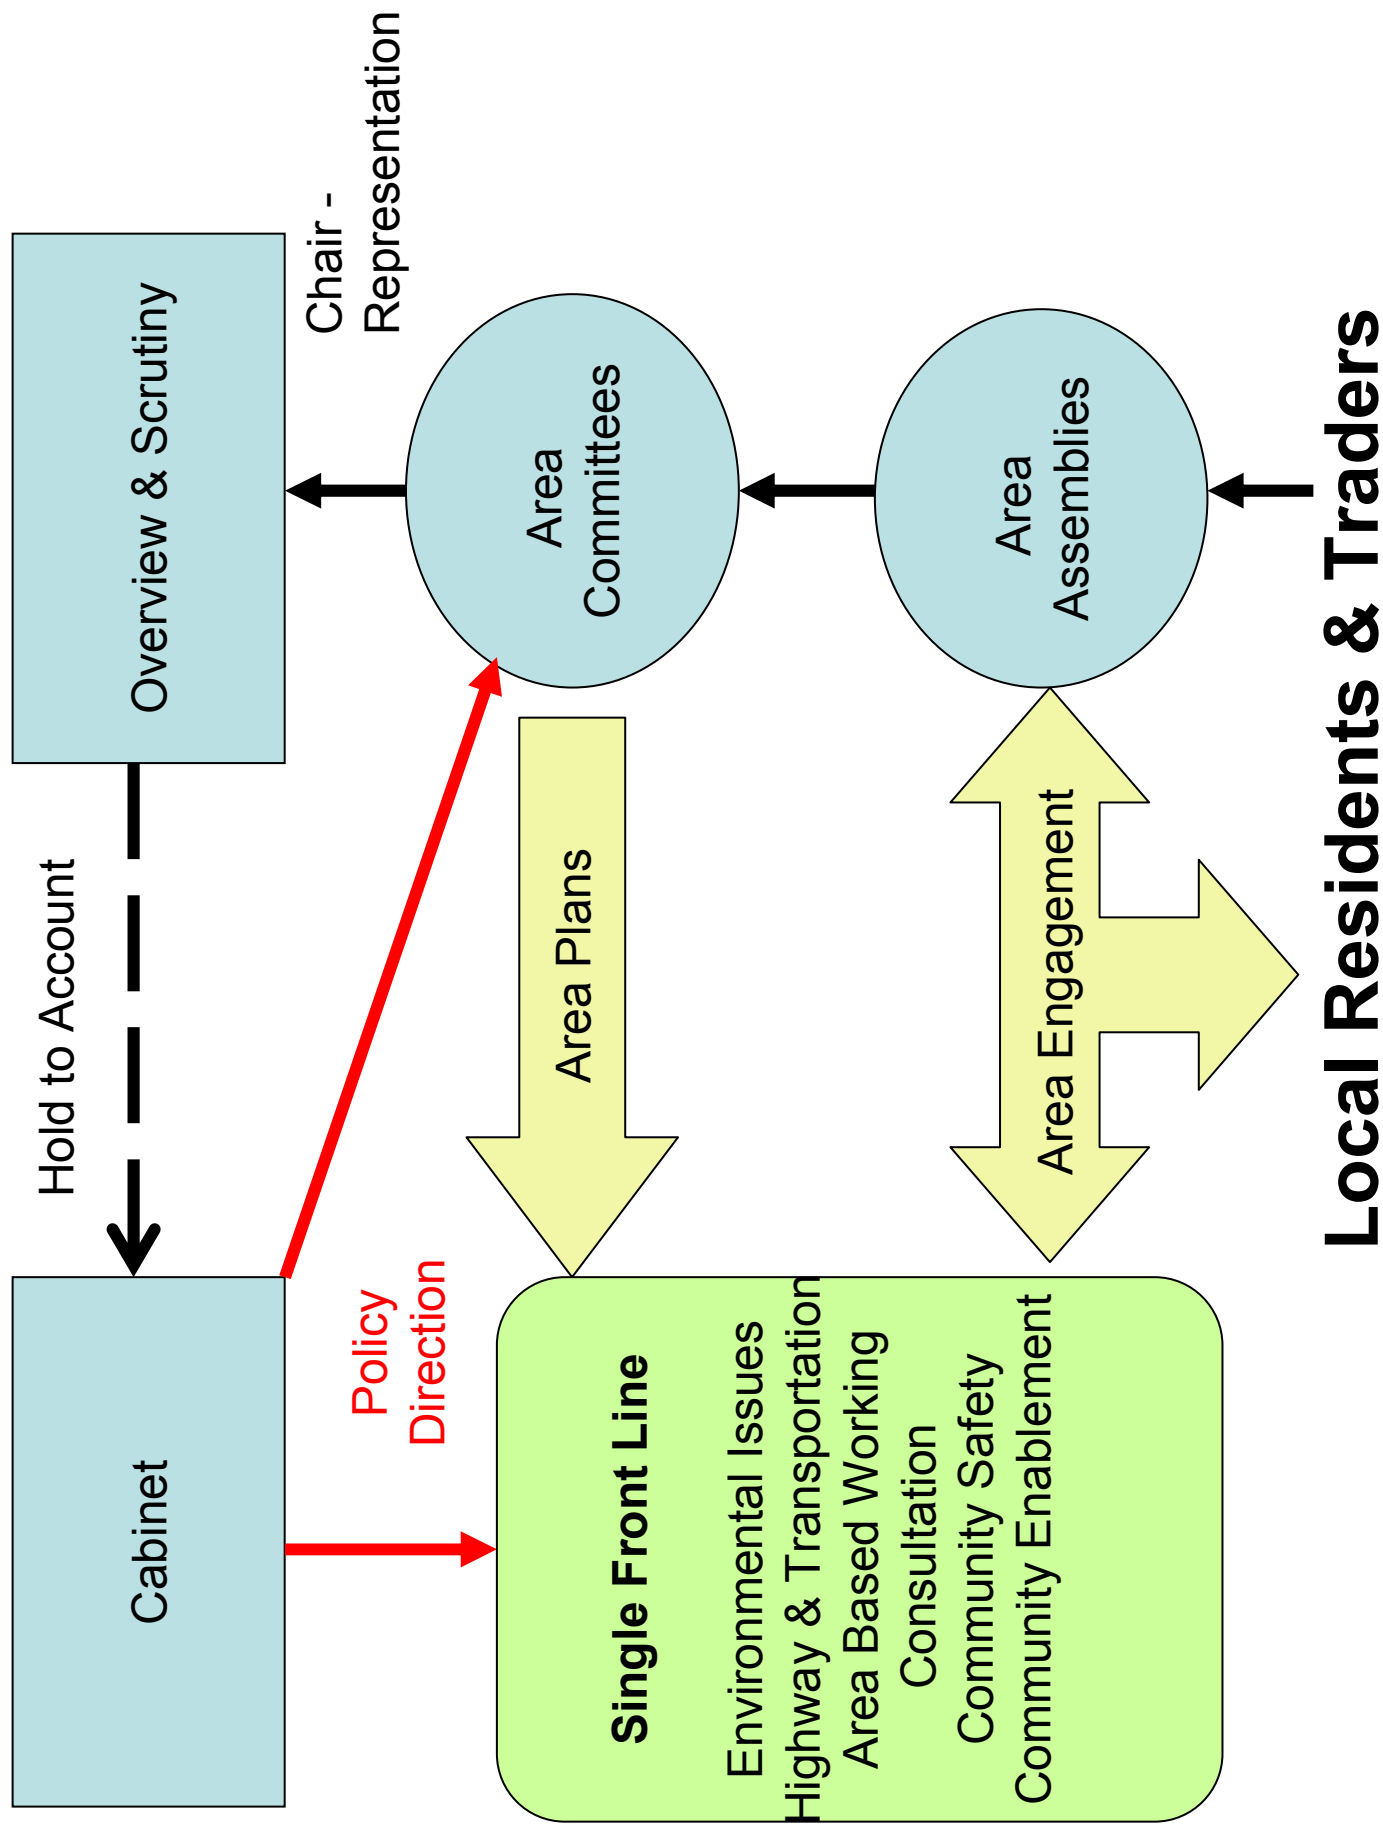 Cabinet
Hold to Account
Overview & Scrutiny
Policy
Direction
Chair -
Representation
Single Front Line
Environmental Issues
Highway & Transportation
Area Based Working
Consultation
Community Safety
Community Enablement
Area Plans
Area
Committees
Area Engagement
Area
Assemblies
Local Residents & Traders